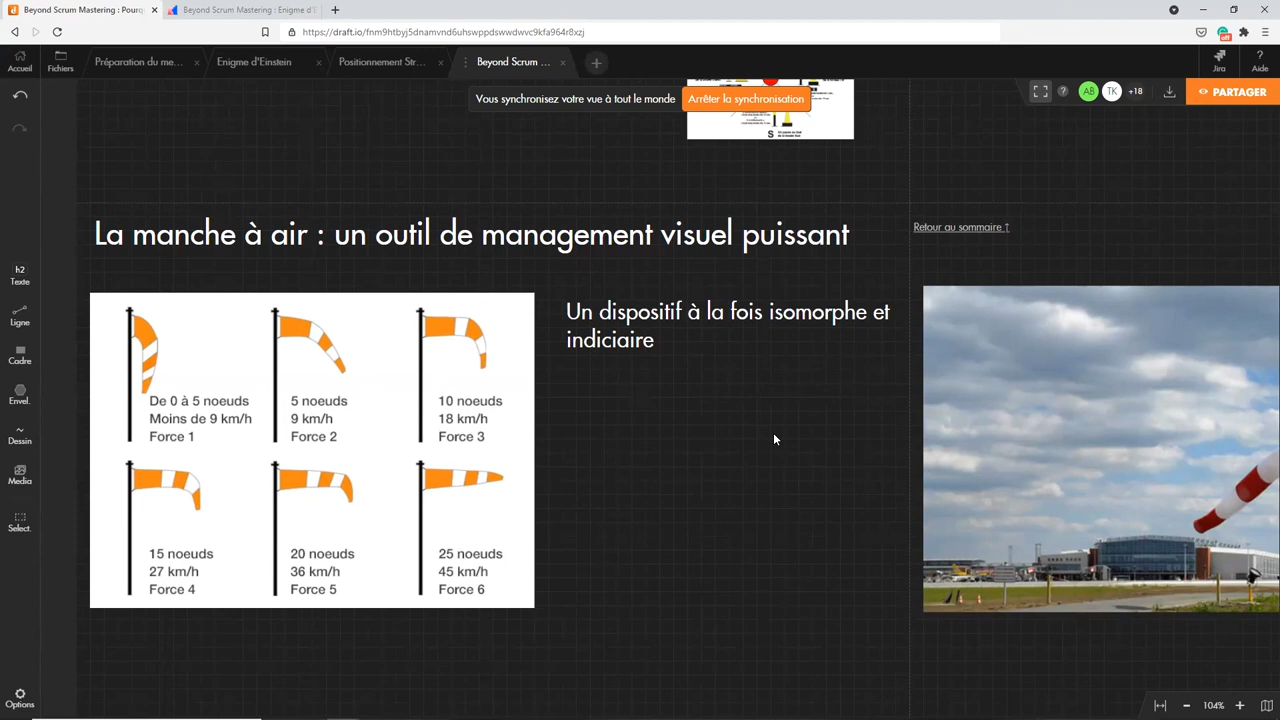 Beyond Scrum Mastering : Pourq
Beyond Scrum Mastering : Enigme d'E
https://draft.io/fnm9htbyj5dnamvnd6uhswppdswwdwvc9kfa964r8xzj
off
Accueil
Fichiers
Préparation du me...
Enigme d'Einstein
Positionnement Str...
Beyond Scrum ...
Jira
Aide
Vous synchronisez votre vue à tout le monde
Arrêter la synchronisation
AB
TK
+18
PARTAGER
S
La manche à air : un outil de management visuel puissant
Retour au sommaire ↑
h2
Texte
Ligne
Cadre
Envel.
Dessin
Media
Select.
Options
Un dispositif à la fois isomorphe et
indiciaire
De 0 à 5 noeuds
Moins de 9 km/h
Force 1
5 noeuds
9 km/h
Force 2
10 noeuds
18 km/h
Force 3
15 noeuds
27 km/h
Force 4
20 noeuds
36 km/h
Force 5
25 noeuds
45 km/h
Force 6
104%